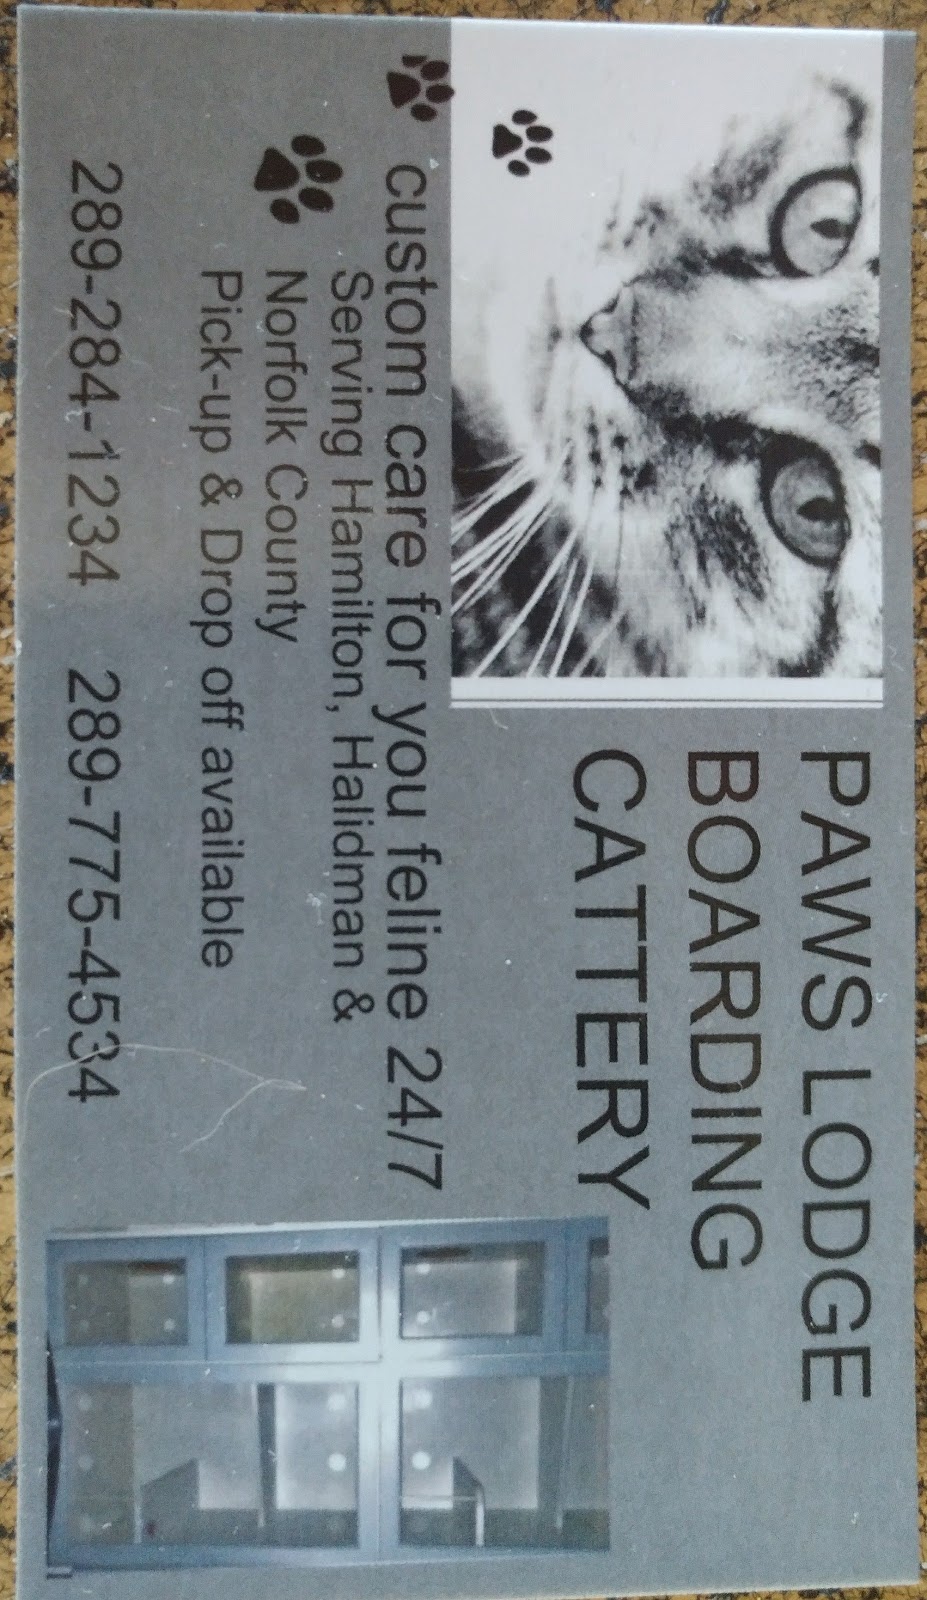 PAWS LODGE
BOARDING
CATTERY
custom care for you feline 24/7
Serving Hamilton, Halidman &
Norfolk County
Pick-up & Drop off available
289-284-1234 289-775-4534